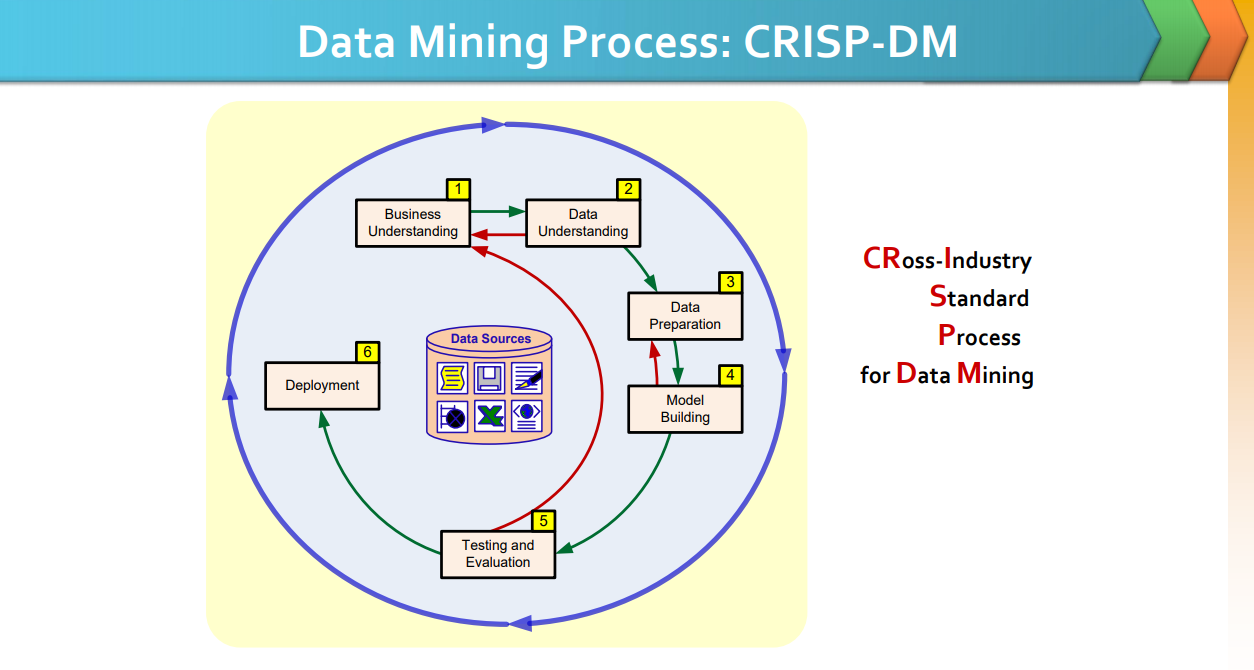 Data Mining Process: CRISP-DM
1
Business
Understanding
2
Data
Understanding
3
Data
Preparation
4
Model
Building
5
Testing and
Evaluation
6
Deployment
Data Sources
CRoss-Industry
Standard
Process
for Data Mining